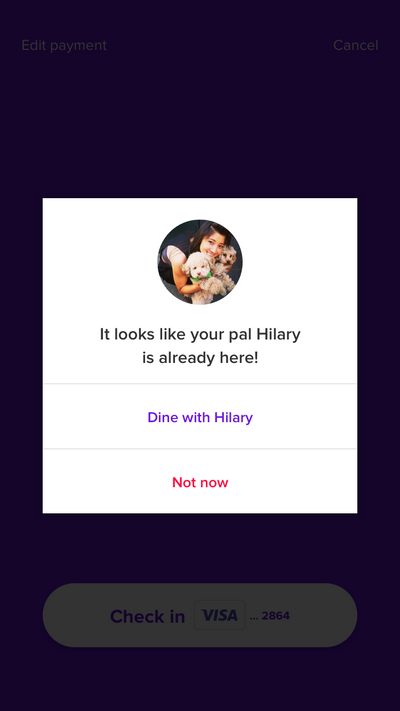 Edit payment
Cancel
It looks like your pal Hilary
is already here!
Dine with Hilary
Not now
Check in VISA ... 2864